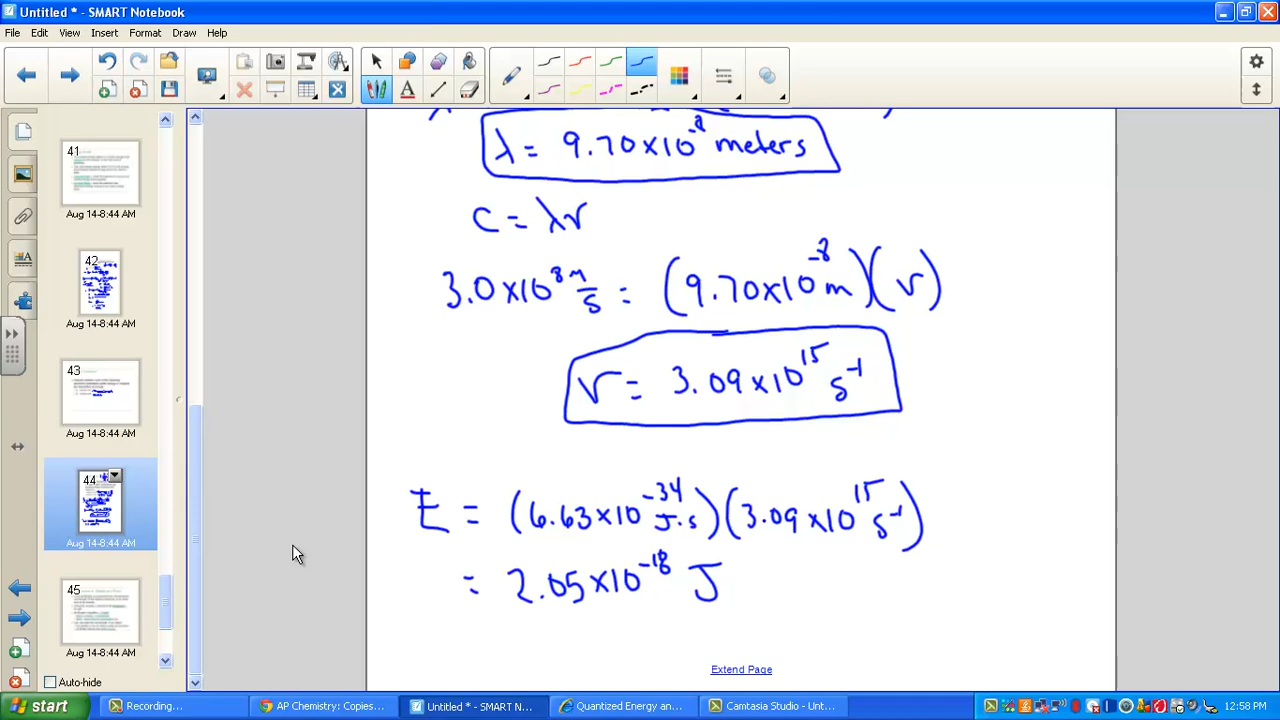 Untitled * - SMART Notebook
File Edit View Insert Format Draw Help
41
Aug 14-8:44 AM
42
Aug 14-8:44 AM
43
Aug 14-8:44 AM
44
Aug 14-8:44 AM
45
Aug 14-8:44 AM
Auto-hide
λ = 9.70x10⁻⁸ meters
C = λν
3.0x10⁸ m/s = (9.70x10⁻⁸ m)(ν)
ν = 3.09x10¹⁵ s⁻¹
E = (6.63x10⁻³⁴ J·s)(3.09x10¹⁵ s⁻¹)
= 2.05x10⁻¹⁸ J
Extend Page
start
Recording...
AP Chemistry: Copies...
Untitled * - SMART N...
Quantized Energy an...
Camtasia Studio - Unt...
12:58 PM